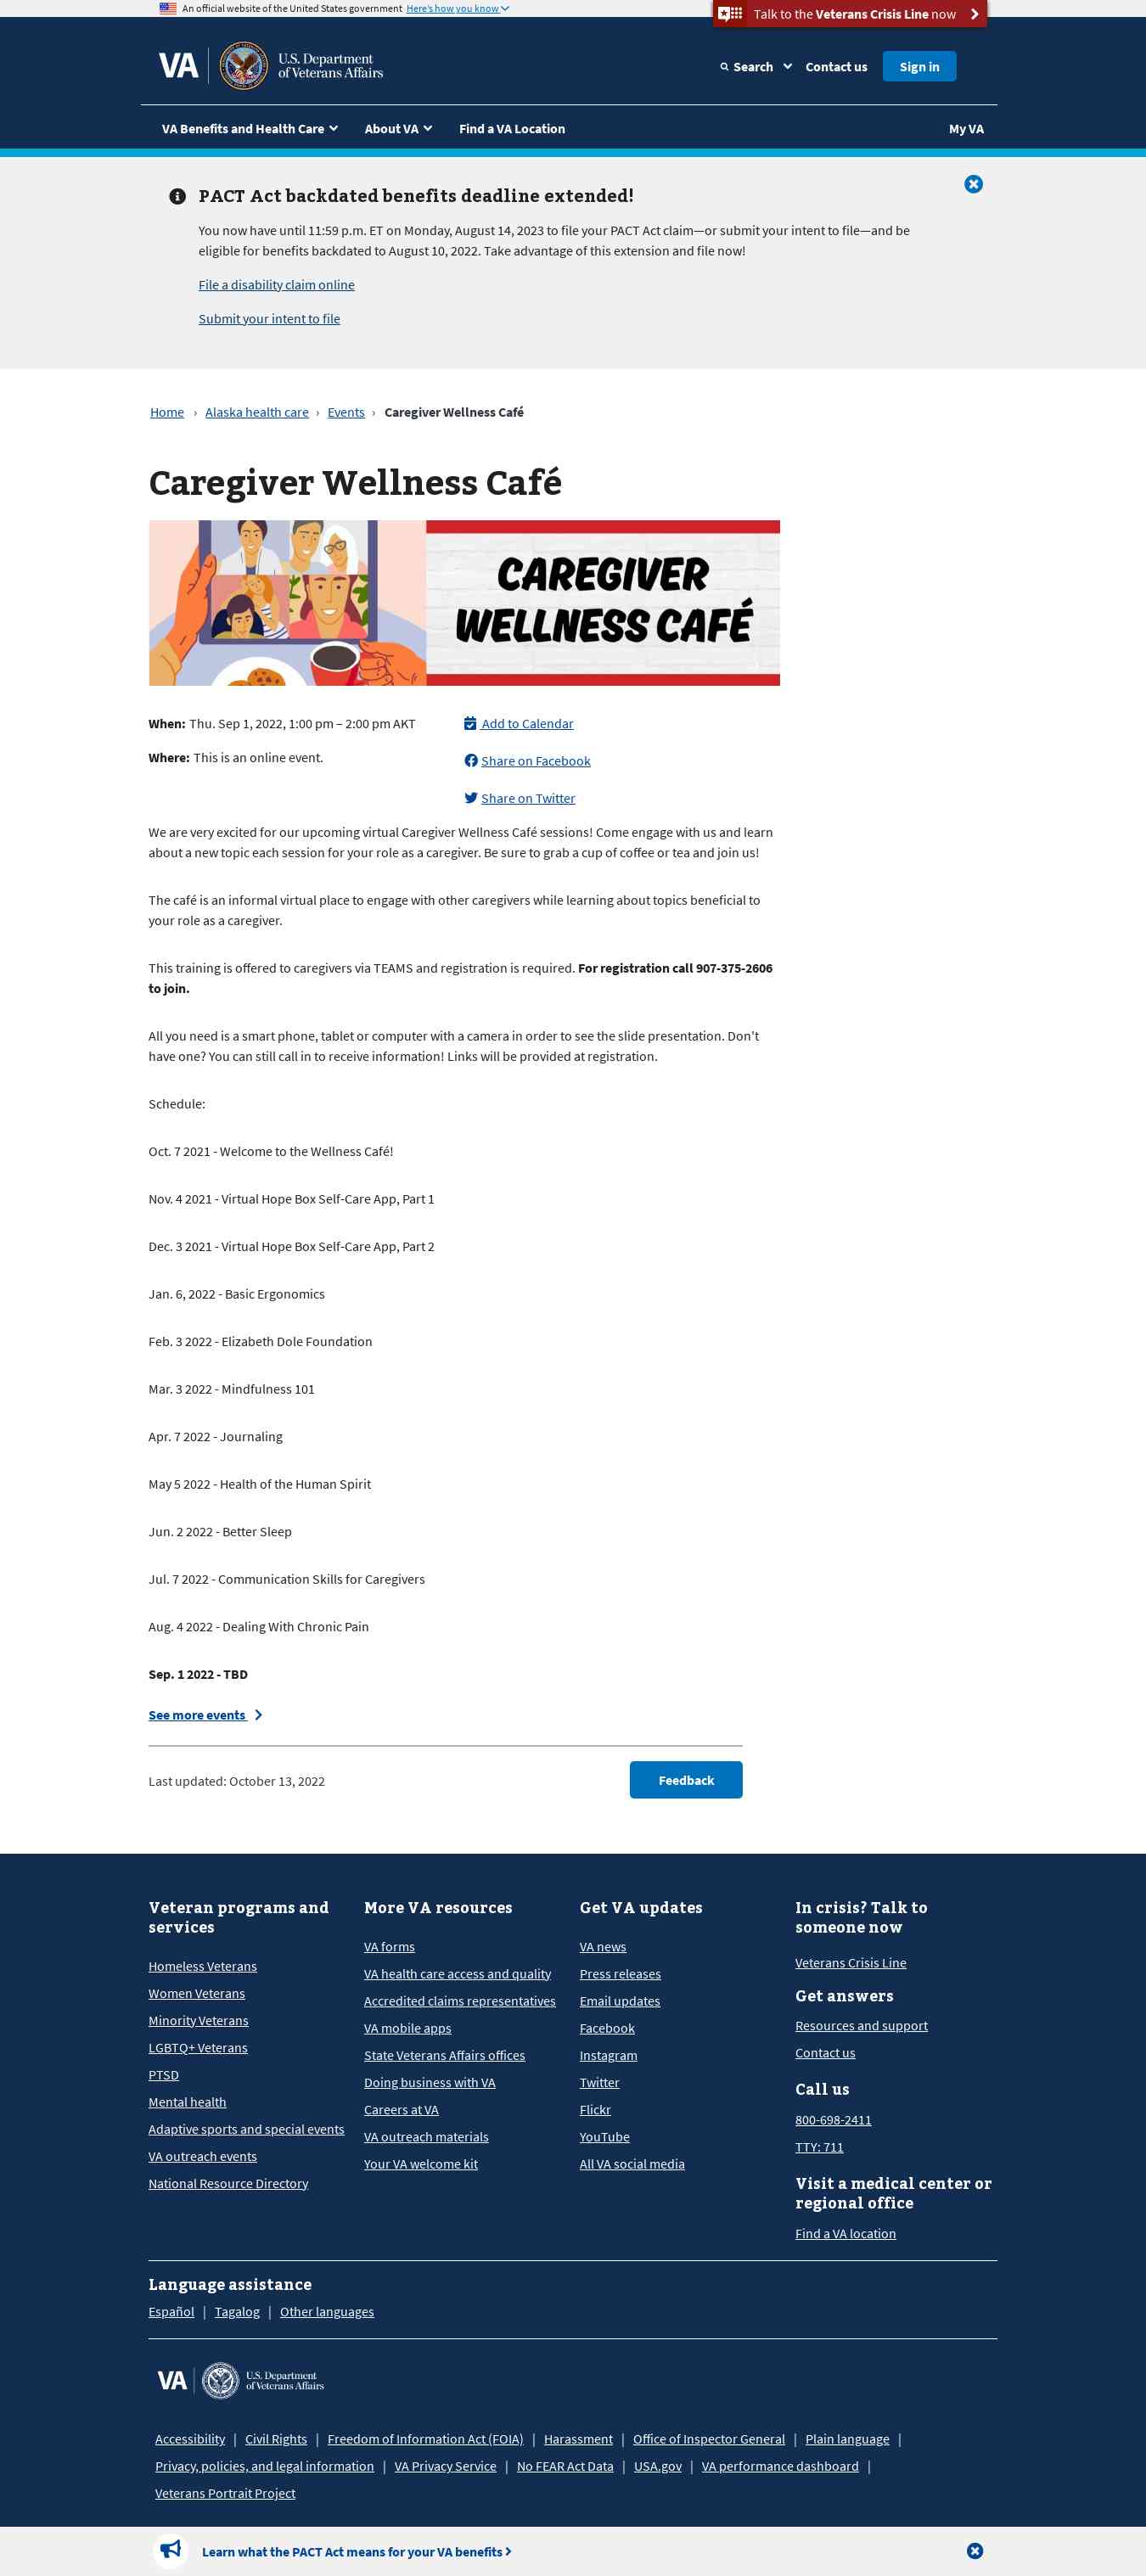 An official website of the United States government Here's how you know
Talk to the Veterans Crisis Line now
VA U.S. Department of Veterans Affairs
Search
Contact us
Sign in
VA Benefits and Health Care
About VA
Find a VA Location
My VA
PACT Act backdated benefits deadline extended!
You now have until 11:59 p.m. ET on Monday, August 14, 2023 to file your PACT Act claim—or submit your intent to file—and be
eligible for benefits backdated to August 10, 2022. Take advantage of this extension and file now!
File a disability claim online
Submit your intent to file
Home › Alaska health care › Events › Caregiver Wellness Café
Caregiver Wellness Café
CAREGIVER
WELLNESS CAFÉ
When: Thu. Sep 1, 2022, 1:00 pm – 2:00 pm AKT
Where: This is an online event.
Add to Calendar
Share on Facebook
Share on Twitter
We are very excited for our upcoming virtual Caregiver Wellness Café sessions! Come engage with us and learn
about a new topic each session for your role as a caregiver. Be sure to grab a cup of coffee or tea and join us!
The café is an informal virtual place to engage with other caregivers while learning about topics beneficial to
your role as a caregiver.
This training is offered to caregivers via TEAMS and registration is required. For registration call 907-375-2606
to join.
All you need is a smart phone, tablet or computer with a camera in order to see the slide presentation. Don't
have one? You can still call in to receive information! Links will be provided at registration.
Schedule:
Oct. 7 2021 - Welcome to the Wellness Café!
Nov. 4 2021 - Virtual Hope Box Self-Care App, Part 1
Dec. 3 2021 - Virtual Hope Box Self-Care App, Part 2
Jan. 6, 2022 - Basic Ergonomics
Feb. 3 2022 - Elizabeth Dole Foundation
Mar. 3 2022 - Mindfulness 101
Apr. 7 2022 - Journaling
May 5 2022 - Health of the Human Spirit
Jun. 2 2022 - Better Sleep
Jul. 7 2022 - Communication Skills for Caregivers
Aug. 4 2022 - Dealing With Chronic Pain
Sep. 1 2022 - TBD
See more events
Last updated: October 13, 2022
Feedback
Veteran programs and
services
Homeless Veterans
Women Veterans
Minority Veterans
LGBTQ+ Veterans
PTSD
Mental health
Adaptive sports and special events
VA outreach events
National Resource Directory
More VA resources
VA forms
VA health care access and quality
Accredited claims representatives
VA mobile apps
State Veterans Affairs offices
Doing business with VA
Careers at VA
VA outreach materials
Your VA welcome kit
Get VA updates
VA news
Press releases
Email updates
Facebook
Instagram
Twitter
Flickr
YouTube
All VA social media
In crisis? Talk to
someone now
Veterans Crisis Line
Get answers
Resources and support
Contact us
Call us
800-698-2411
TTY: 711
Visit a medical center or
regional office
Find a VA location
Language assistance
Español | Tagalog | Other languages
VA U.S. Department of Veterans Affairs
Accessibility | Civil Rights | Freedom of Information Act (FOIA) | Harassment | Office of Inspector General | Plain language |
Privacy, policies, and legal information | VA Privacy Service | No FEAR Act Data | USA.gov | VA performance dashboard |
Veterans Portrait Project
Learn what the PACT Act means for your VA benefits